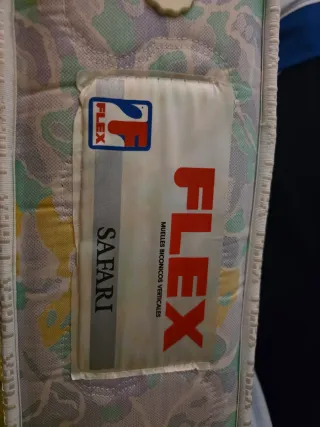 FLEX
FLEX
MUELLES BICONICOS VERTICALES
SAFARI